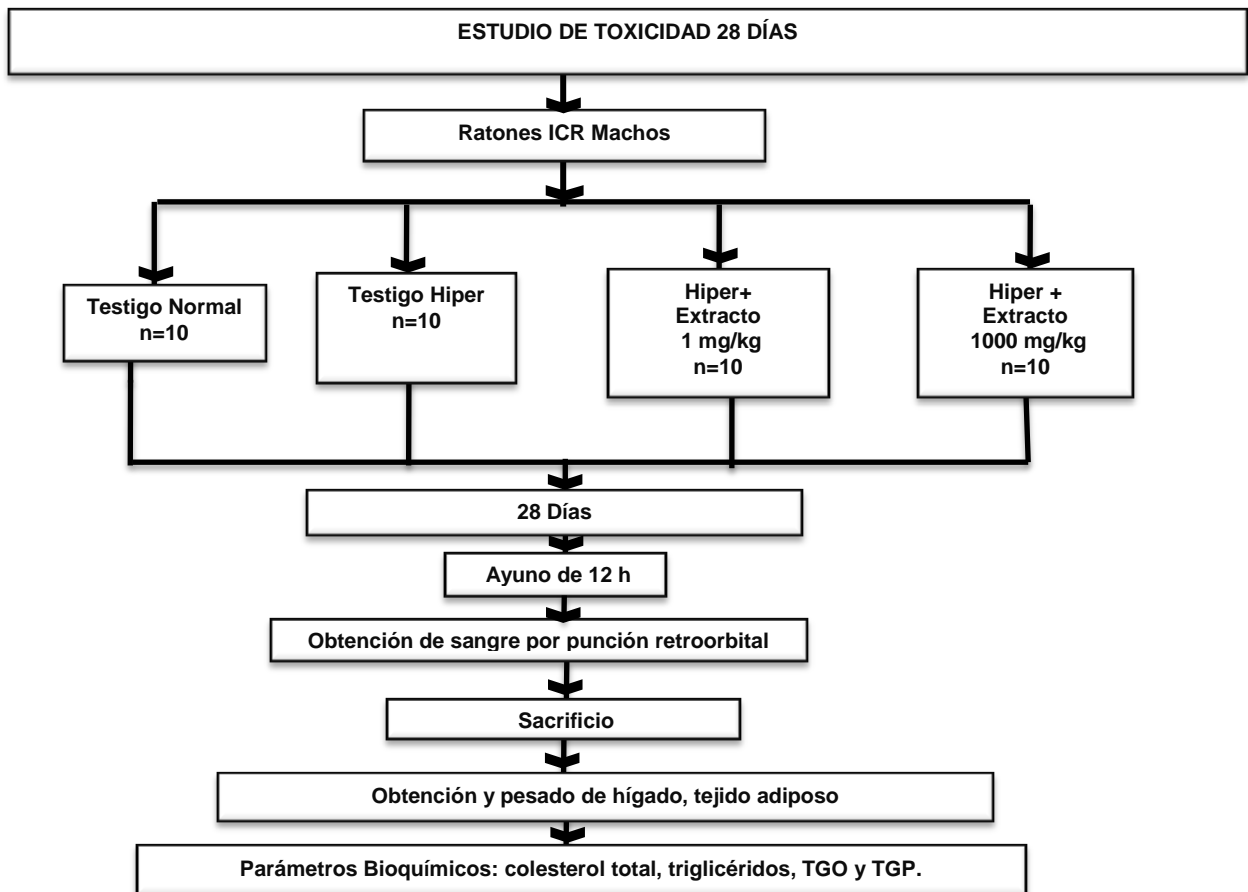 ESTUDIO DE TOXICIDAD 28 DÍAS
Ratones ICR Machos
Testigo Normal
n=10
Testigo Hiper
n=10
Hiper+
Extracto
1 mg/kg
n=10
Hiper +
Extracto
1000 mg/kg
n=10
28 Días
Ayuno de 12 h
Obtención de sangre por punción retroorbital
Sacrificio
Obtención y pesado de hígado, tejido adiposo
Parámetros Bioquímicos: colesterol total, triglicéridos, TGO y TGP.